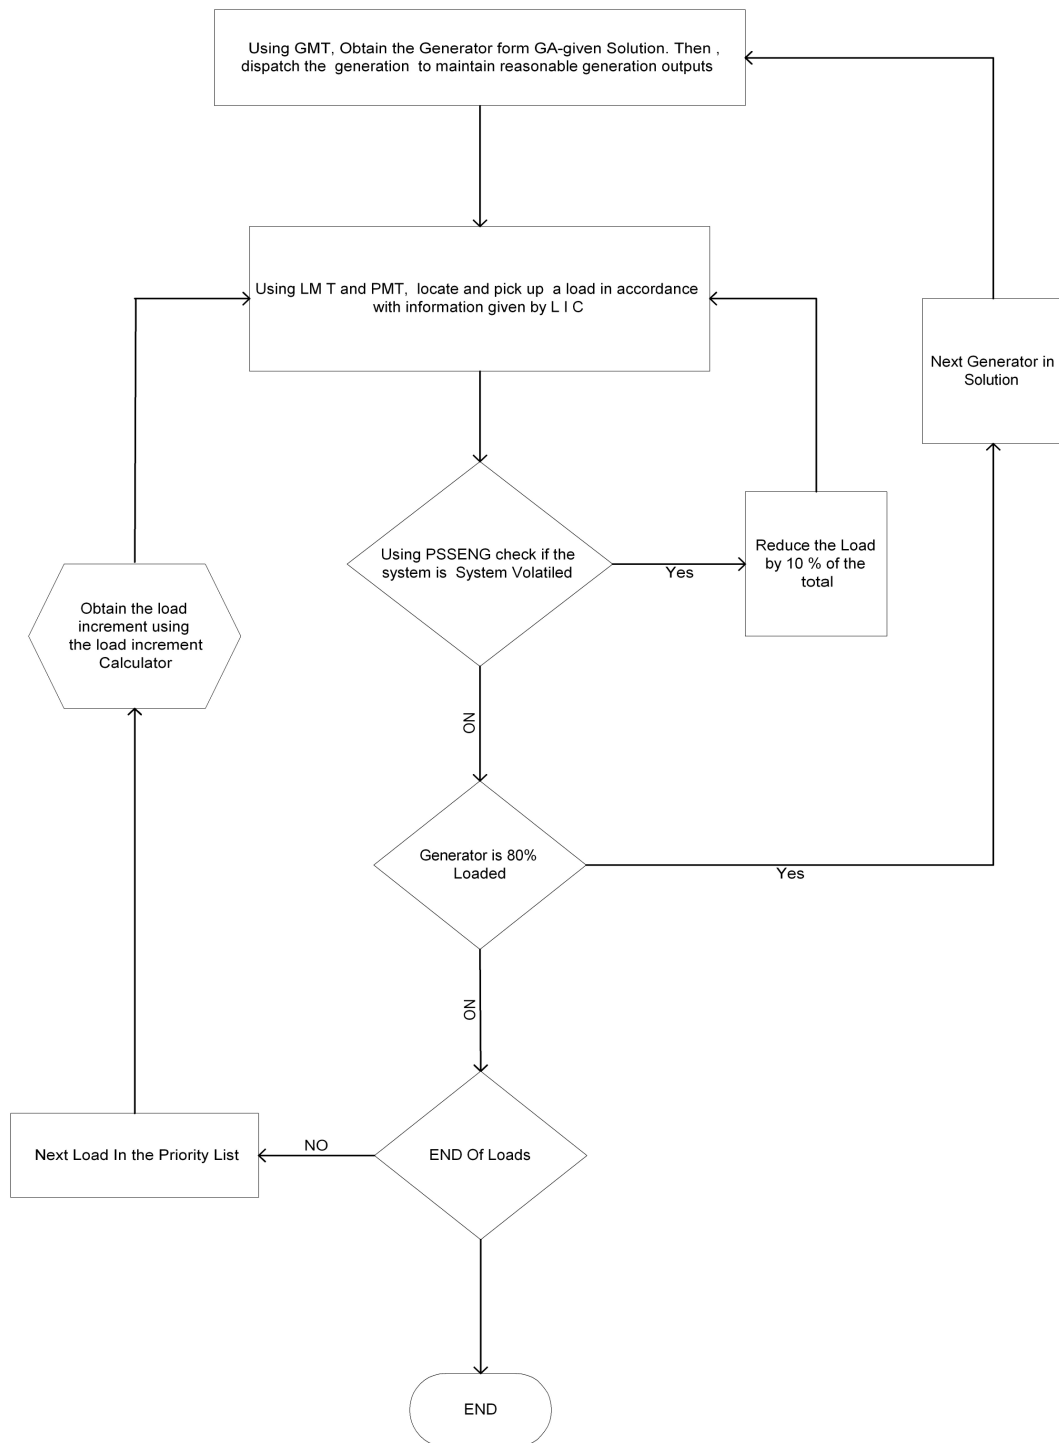 Using GMT, Obtain the Generator form GA-given Solution. Then ,
dispatch the generation to maintain reasonable generation outputs
Using LM T and PMT, locate and pick up a load in accordance
with information given by L I C
Next Generator in
Solution
Using PSSENG check if the
system is System Volatiled
Yes
Reduce the Load
by 10 % of the
total
Obtain the load
increment using
the load increment
Calculator
NO
Generator is 80%
Loaded
Yes
NO
END Of Loads
NO
Next Load In the Priority List
END